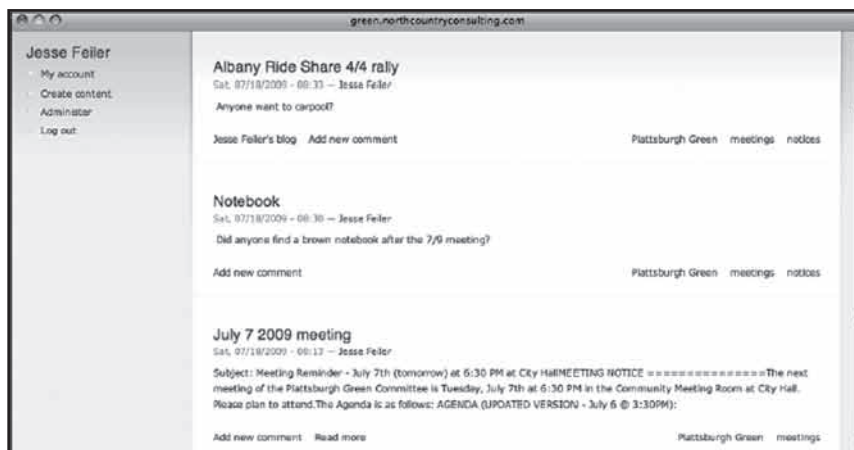 green.northcountryconsulting.com
Jesse Feiler
My account
Create content
Administer
Log out
Albany Ride Share 4/4 rally
Sat, 07/18/2009 - 08:33 — Jesse Feiler
Anyone want to carpool?
Jesse Feiler's blog Add new comment Plattsburgh Green meetings notices
Notebook
Sat, 07/18/2009 - 08:30 — Jesse Feiler
Did anyone find a brown notebook after the 7/9 meeting?
Add new comment Plattsburgh Green meetings notices
July 7 2009 meeting
Sat, 07/18/2009 - 08:13 — Jesse Feiler
Subject: Meeting Reminder - July 7th (tomorrow) at 6:30 PM at City HallMEETING NOTICE ===============The next
meeting of the Plattsburgh Green Committee is Tuesday, July 7th at 6:30 PM in the Community Meeting Room at City Hall.
Please plan to attend.The Agenda is as follows: AGENDA (UPDATED VERSION - July 6 @ 3:30PM):
Add new comment Read more Plattsburgh Green meetings